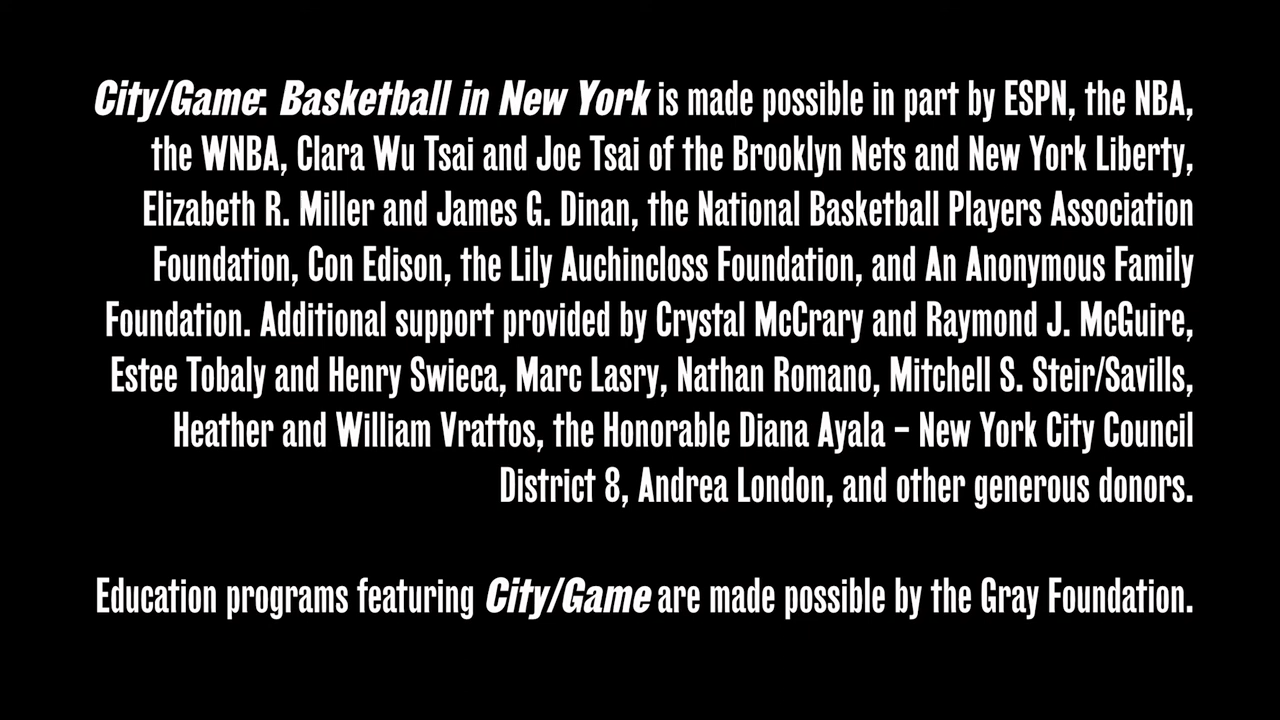 City/Game: Basketball in New York is made possible in part by ESPN, the NBA,
the WNBA, Clara Wu Tsai and Joe Tsai of the Brooklyn Nets and New York Liberty,
Elizabeth R. Miller and James G. Dinan, the National Basketball Players Association
Foundation, Con Edison, the Lily Auchincloss Foundation, and An Anonymous Family
Foundation. Additional support provided by Crystal McCrary and Raymond J. McGuire,
Estee Tobaly and Henry Swieca, Marc Lasry, Nathan Romano, Mitchell S. Steir/Savills,
Heather and William Vrattos, the Honorable Diana Ayala – New York City Council
District 8, Andrea London, and other generous donors.
Education programs featuring City/Game are made possible by the Gray Foundation.